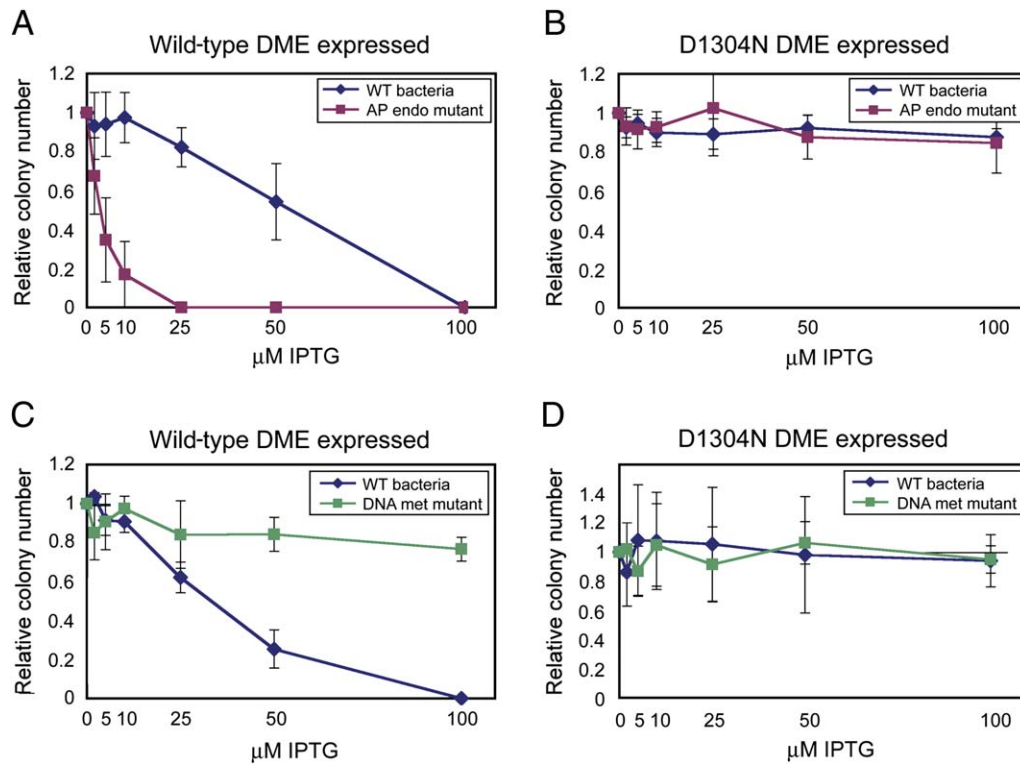 A
Wild-type DME expressed
WT bacteria
AP endo mutant
Relative colony number
1.2
1
0.8
0.6
0.4
0.2
0
0 5 10 25 50 100
µM IPTG
B
D1304N DME expressed
WT bacteria
AP endo mutant
Relative colony number
1.2
1
0.8
0.6
0.4
0.2
0
0 5 10 25 50 100
µM IPTG
C
Wild-type DME expressed
WT bacteria
DNA met mutant
Relative colony number
1.2
1
0.8
0.6
0.4
0.2
0
0 5 10 25 50 100
µM IPTG
D
D1304N DME expressed
WT bacteria
DNA met mutant
Relative colony number
1.4
1.2
1
0.8
0.6
0.4
0.2
0
0 5 10 25 50 100
µM IPTG